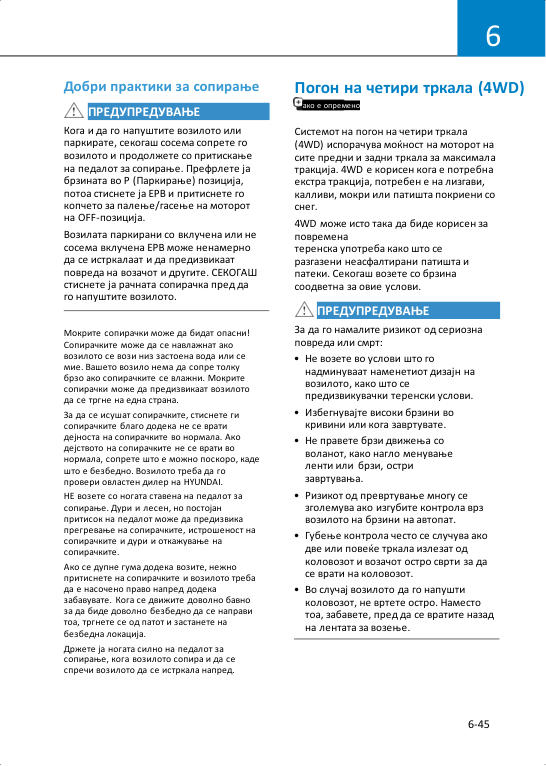 6
Добри практики за сопирање
ПРЕДУПРЕДУВАЊЕ
Кога и да го напуштите возилото или
паркирате, секогаш сосема сопрете го
возилото и продолжете со притискање
на педалот за сопирање. Префрлете ја
брзината во P (Паркирање) позиција,
потоа стиснете ја EPB и притиснете го
копчето за палење/гасење на моторот
на OFF-позиција.
Возилата паркирани со вклучена или не
сосема вклучена EPB може ненамерно
да се истркалаат и да предизвикаат
повреда на возачот и другите. СЕКОГАШ
стиснете ја рачната сопирачка пред да
го напуштите возилото.
Мокрите сопирачки може да бидат опасни!
Сопирачките може да се навлажнат ако
возилото се вози низ застоена вода или се
мие. Вашето возило нема да сопре толку
брзо ако сопирачките се влажни. Мокрите
сопирачки може да предизвикаат возилото
да се тргне на една страна.
За да се исушат сопирачките, стиснете ги
сопирачките благо додека не се врати
дејноста на сопирачките во нормала. Ако
дејството на сопирачките не се врати во
нормала, сопрете што е можно поскоро, каде
што е безбедно. Возилото треба да го
провери овластен дилер на HYUNDAI.
НЕ возете со ногата ставена на педалот за
сопирање. Дури и лесен, но постојан
притисок на педалот може да предизвика
прегревање на сопирачките, истрошеност на
сопирачките и дури и откажување на
сопирачките.
Ако се дупне гума додека возите, нежно
притиснете на сопирачките и возилото треба
да е насочено право напред додека
забавувате. Кога се движите доволно бавно
за да биде доволно безбедно да се направи
тоа, тргнете се од патот и застанете на
безбедна локација.
Држете ја ногата силно на педалот за
сопирање, кога возилото сопира и да се
спречи возилото да се истркала напред.
Погон на четири тркала (4WD)
ако е опремено
Системот на погон на четири тркала
(4WD) испорачува моќност на моторот на
сите предни и задни тркала за максимала
тракција. 4WD е корисен кога е потребна
екстра тракција, потребен е на лизгави,
калливи, мокри или патишта покриени со
снег.
4WD може исто така да биде корисен за
повремена
теренска употреба како што се
разгазени неасфалтирани патишта и
патеки. Секогаш возете со брзина
соодветна за овие услови.
ПРЕДУПРЕДУВАЊЕ
За да го намалите ризикот од сериозна
повреда или смрт:
• Не возете во услови што го
надминуваат наменетиот дизајн на
возилото, како што се
предизвикувачки теренски услови.
• Избегнувајте високи брзини во
кривини или кога завртувате.
• Не правете брзи движења со
воланот, како нагло менување
ленти или брзи, остри
завртувања.
• Ризикот од превртување многу се
зголемува ако изгубите контрола врз
возилото на брзини на автопат.
• Губење контрола често се случува ако
две или повеќе тркала излезат од
коловозот и возачот остро сврти за да
се врати на коловозот.
• Во случај возилото да го напушти
коловозот, не вртете остро. Наместо
тоа, забавете, пред да се вратите назад
на лентата за возење.
6-45